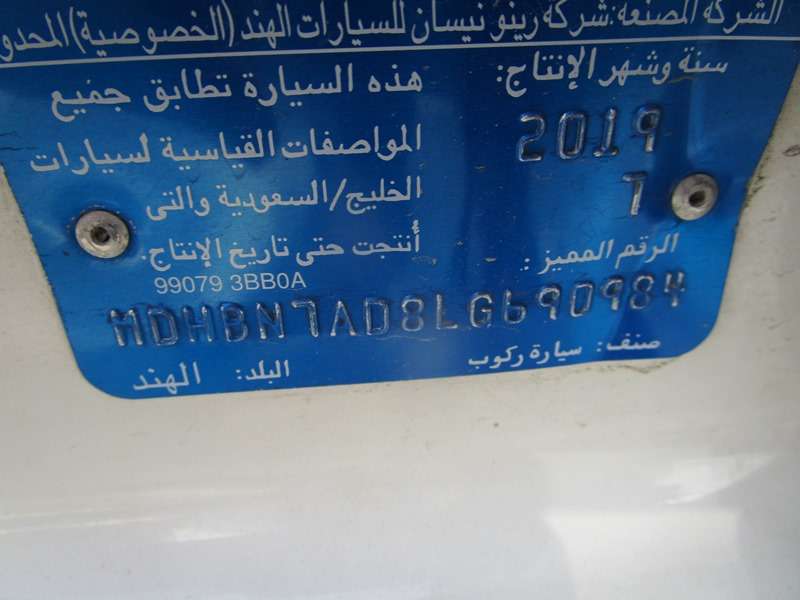 الشركة المصنعة: شركة رينو نيسان للسيارات الهند (الخصوصية) المحدو
سنة وشهر الإنتاج:
2019
7
هذه السيارة تطابق جميع
المواصفات القياسية لسيارات
الخليج/السعودية والتى
أنتجت حتى تاريخ الإنتاج.
الرقم المميز:
99079 3BB0A
MDHBN7AD8LG690984
صنف: سيارة ركوب
البلد: الهند